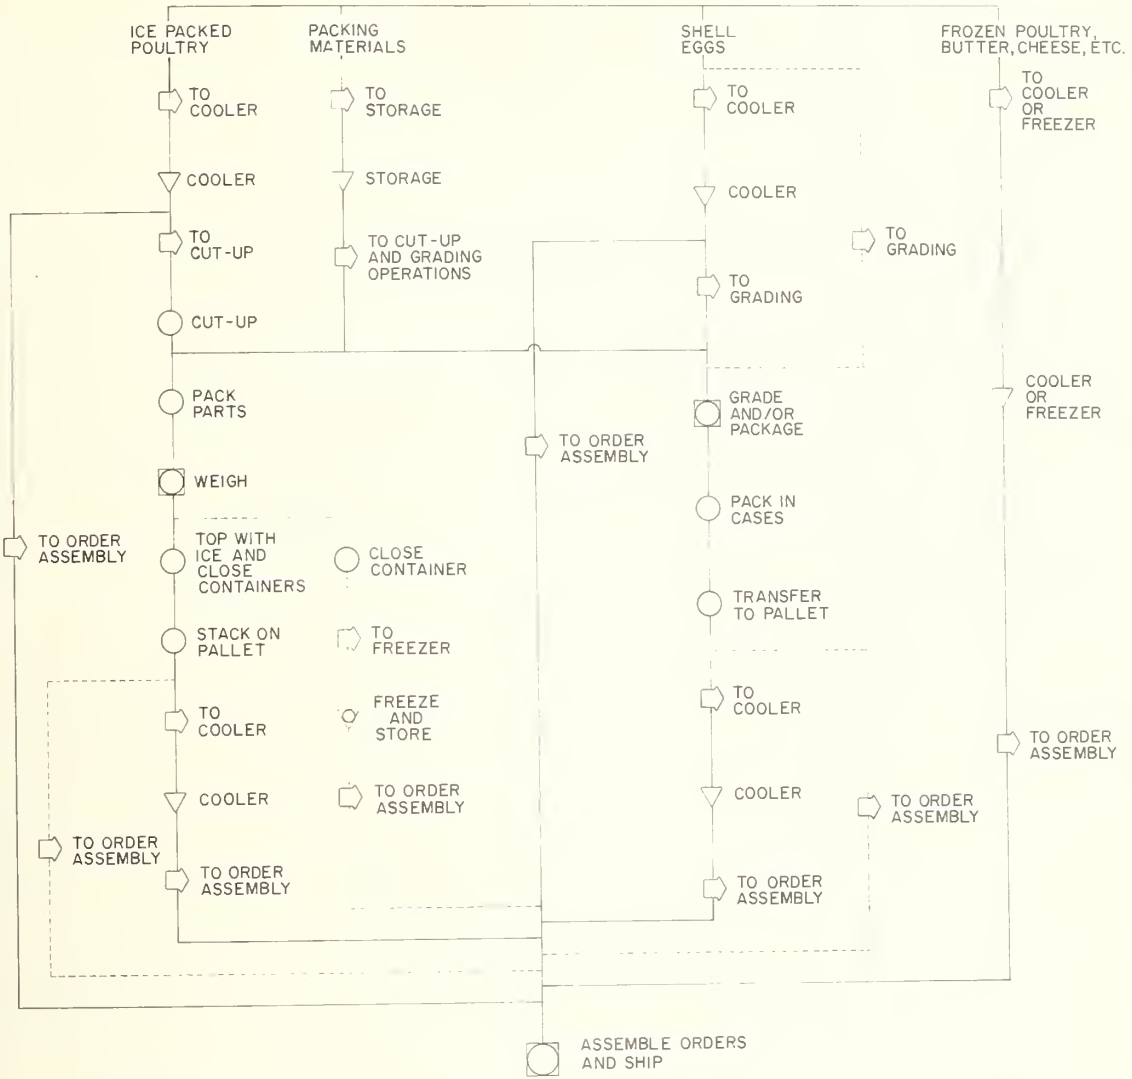 ICE PACKED
POULTRY
PACKING
MATERIALS
SHELL
EGGS
FROZEN POULTRY,
BUTTER, CHEESE, ETC.
TO
COOLER
TO
STORAGE
TO
COOLER
TO
COOLER
OR
FREEZER
COOLER
STORAGE
COOLER
TO
CUT-UP
TO CUT-UP
AND GRADING
OPERATIONS
TO
GRADING
TO
GRADING
CUT-UP
PACK
PARTS
GRADE
AND/OR
PACKAGE
COOLER
OR
FREEZER
TO ORDER
ASSEMBLY
WEIGH
PACK IN
CASES
TO ORDER
ASSEMBLY
TOP WITH
ICE AND
CLOSE
CONTAINERS
CLOSE
CONTAINER
TRANSFER
TO PALLET
STACK ON
PALLET
TO
FREEZER
TO
COOLER
FREEZE
AND
STORE
TO
COOLER
TO ORDER
ASSEMBLY
COOLER
TO ORDER
ASSEMBLY
COOLER
TO ORDER
ASSEMBLY
TO ORDER
ASSEMBLY
TO ORDER
ASSEMBLY
TO ORDER
ASSEMBLY
ASSEMBLE ORDERS
AND SHIP